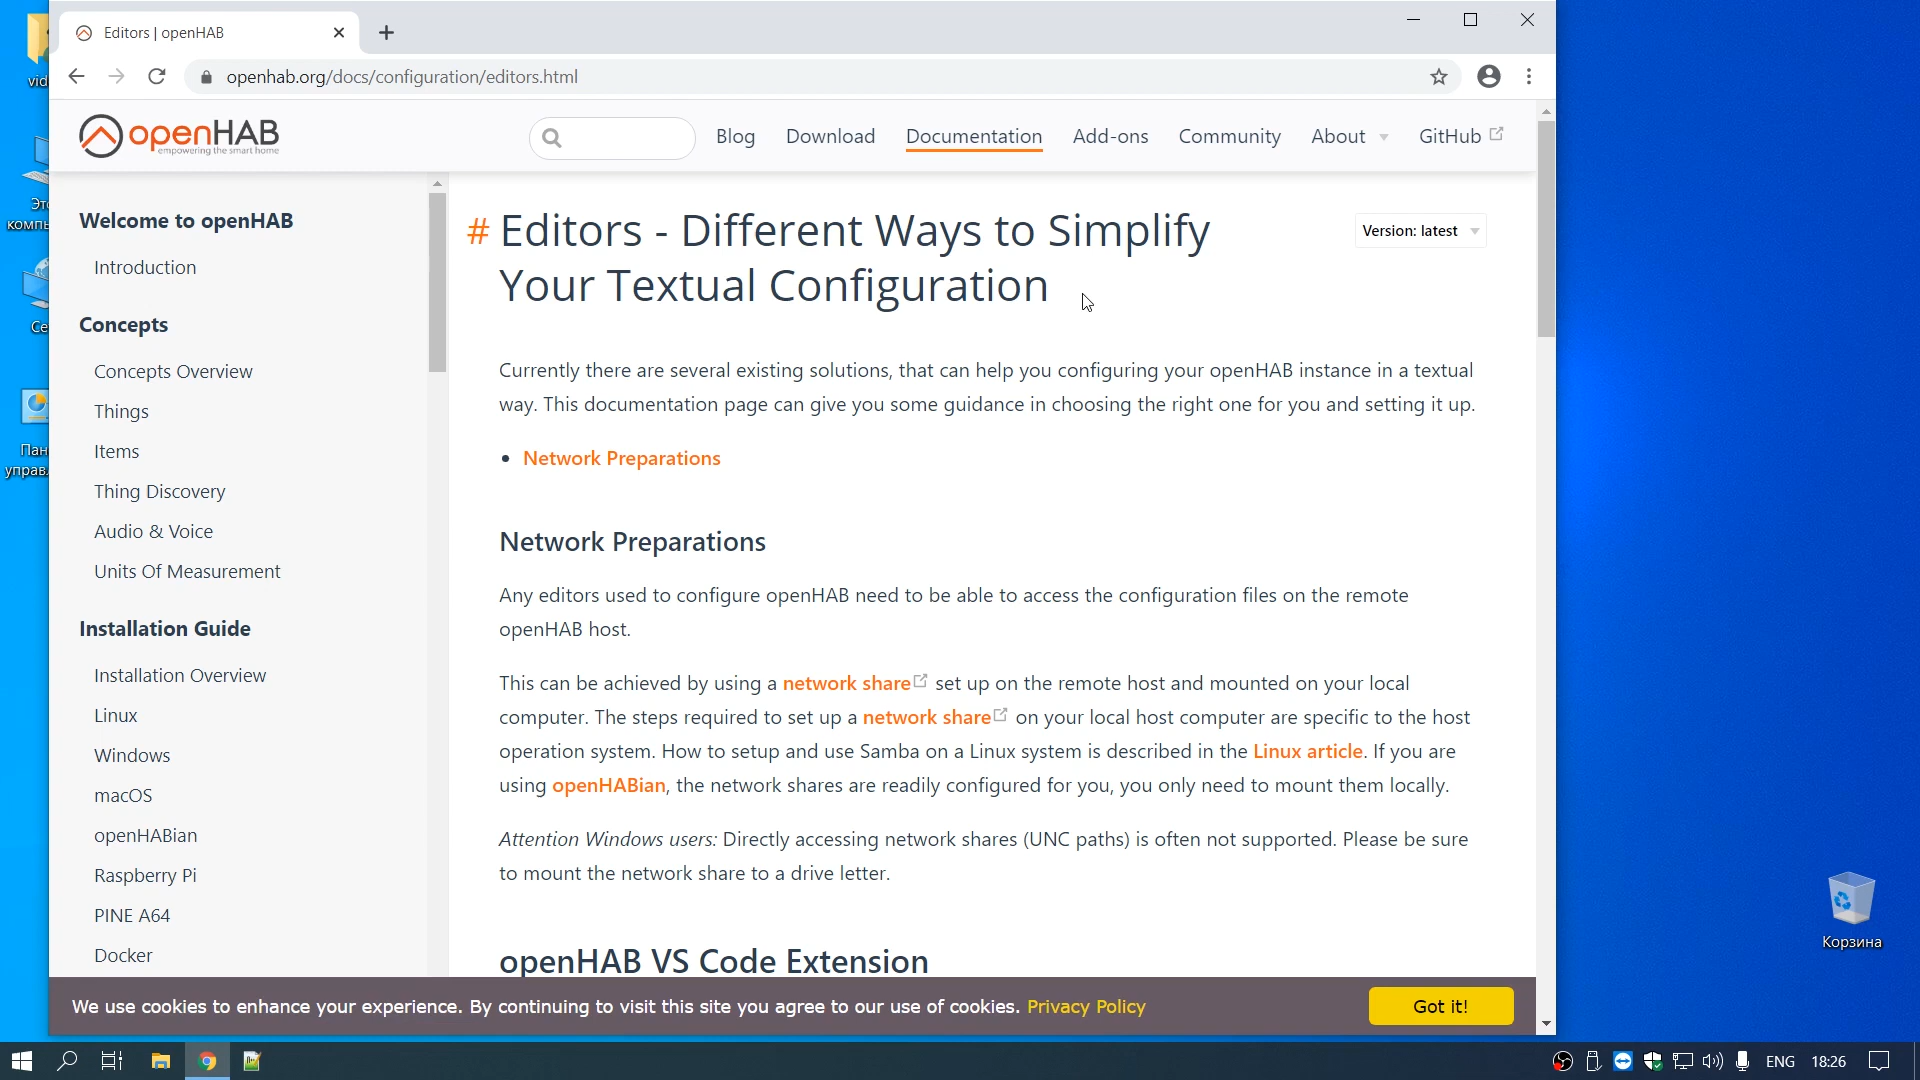 Editors | openHAB
openhab.org/docs/configuration/editors.html
openHAB
empowering the smart home
Blog
Download
Documentation
Add-ons
Community
About
GitHub
Welcome to openHAB
Introduction
Concepts
Concepts Overview
Things
Items
Thing Discovery
Audio & Voice
Units Of Measurement
Installation Guide
Installation Overview
Linux
Windows
macOS
openHABian
Raspberry Pi
PINE A64
Docker
# Editors - Different Ways to Simplify
Your Textual Configuration
Version: latest
Currently there are several existing solutions, that can help you configuring your openHAB instance in a textual
way. This documentation page can give you some guidance in choosing the right one for you and setting it up.
• Network Preparations
Network Preparations
Any editors used to configure openHAB need to be able to access the configuration files on the remote
openHAB host.
This can be achieved by using a network share set up on the remote host and mounted on your local
computer. The steps required to set up a network share on your local host computer are specific to the host
operation system. How to setup and use Samba on a Linux system is described in the Linux article. If you are
using openHABian, the network shares are readily configured for you, you only need to mount them locally.
Attention Windows users: Directly accessing network shares (UNC paths) is often not supported. Please be sure
to mount the network share to a drive letter.
openHAB VS Code Extension
We use cookies to enhance your experience. By continuing to visit this site you agree to our use of cookies. Privacy Policy
Got it!
Корзина
ENG
18:26